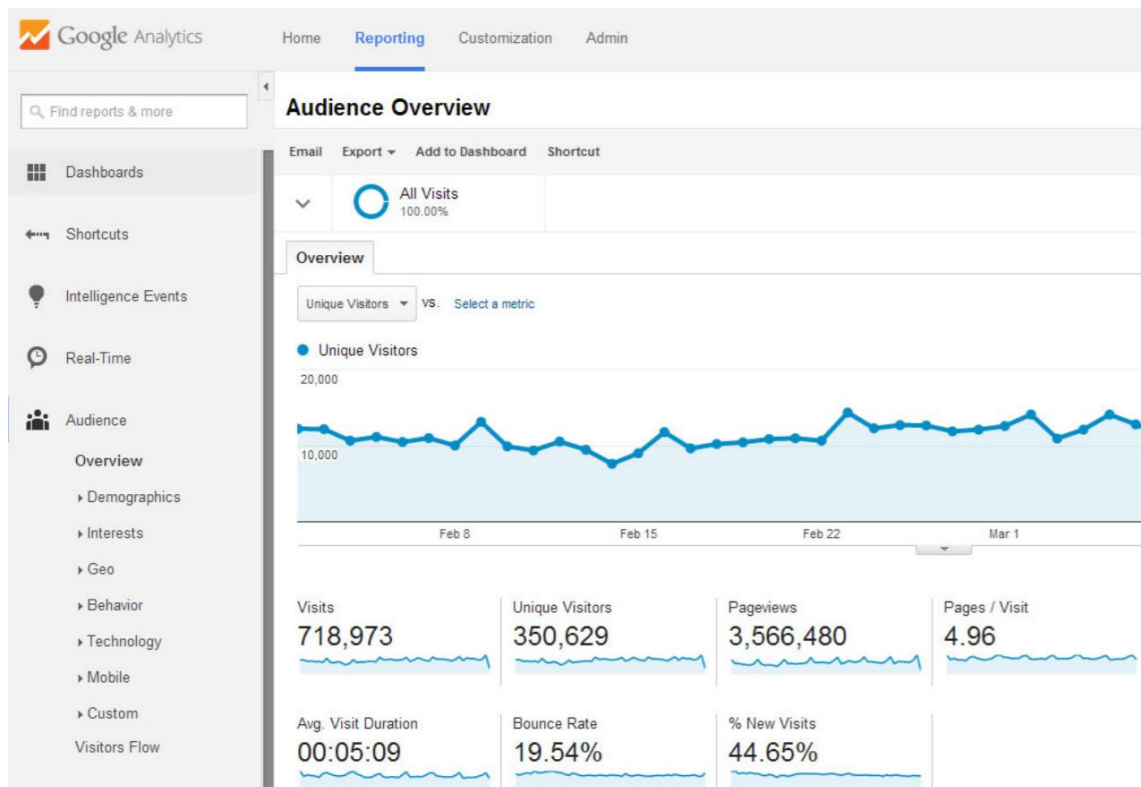 Google Analytics
Home Reporting Customization Admin
Find reports & more
Dashboards
Shortcuts
Intelligence Events
Real-Time
Audience
Overview
Demographics
Interests
Geo
Behavior
Technology
Mobile
Custom
Visitors Flow
Audience Overview
Email Export Add to Dashboard Shortcut
All Visits
100.00%
Overview
Unique Visitors VS. Select a metric
Unique Visitors
20,000
10,000
Feb 8 Feb 15 Feb 22 Mar 1
Visits Unique Visitors Pageviews Pages / Visit
718,973 350,629 3,566,480 4.96
Avg. Visit Duration Bounce Rate % New Visits
00:05:09 19.54% 44.65%